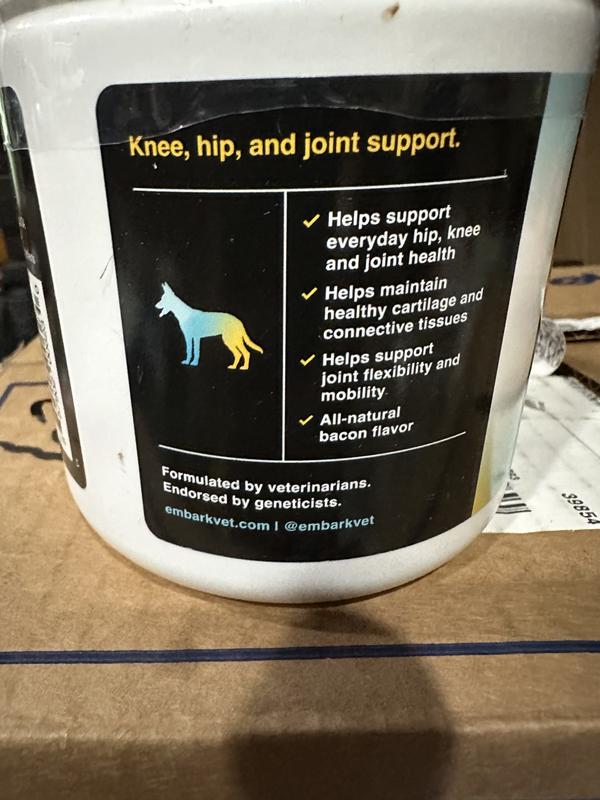 Knee, hip, and joint support.
Helps support
everyday hip, knee
and joint health
Helps maintain
healthy cartilage and
connective tissues
Helps support
joint flexibility and
mobility
All-natural
bacon flavor
Formulated by veterinarians.
Endorsed by geneticists.
embarkvet.com | @embarkvet
39854